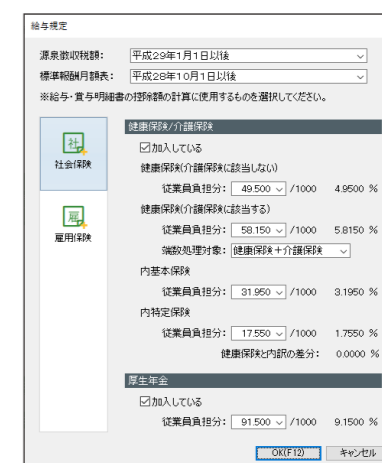 給与規定
源泉徴収税額： 平成29年1月1日以後
標準報酬月額表： 平成28年10月1日以後
※給与・賞与明細書の控除額の計算に使用するものを選択してください。
社
社会保険
雇
雇用保険
健康保険/介護保険
加入している
健康保険(介護保険に該当しない)
従業員負担分： 49.500 /1000 4.9500 %
健康保険(介護保険に該当する)
従業員負担分： 58.150 /1000 5.8150 %
端数処理対象： 健康保険＋介護保険
内基本保険
従業員負担分： 31.950 /1000 3.1950 %
内特定保険
従業員負担分： 17.550 /1000 1.7550 %
健康保険と内訳の差分： 0.0000 %
厚生年金
加入している
従業員負担分： 91.500 /1000 9.1500 %
OK(F12) キャンセル